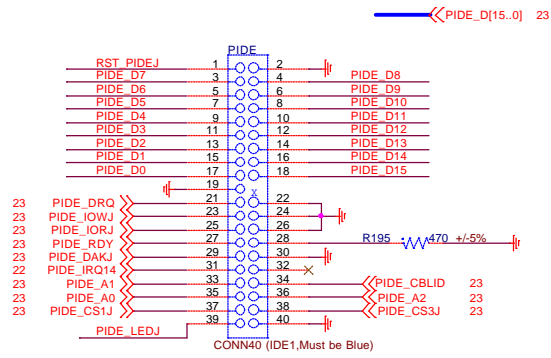 PIDE_D[15..0] 23
PIDE
RST_PIDEJ 1 2
PIDE_D7 3 4 PIDE_D8
PIDE_D6 5 6 PIDE_D9
PIDE_D5 7 8 PIDE_D10
PIDE_D4 9 10 PIDE_D11
PIDE_D3 11 12 PIDE_D12
PIDE_D2 13 14 PIDE_D13
PIDE_D1 15 16 PIDE_D14
PIDE_D0 17 18 PIDE_D15
19 X
23 PIDE_DRQ 21 22
23 PIDE_IOWJ 23 24
23 PIDE_IORJ 25 26
23 PIDE_RDY 27 28 R195 470 +/-5%
23 PIDE_DAKJ 29 30
22 PIDE_IRQ14 31 32
23 PIDE_A1 33 34 PIDE_CBLID 23
23 PIDE_A0 35 36 PIDE_A2 23
23 PIDE_CS1J 37 38 PIDE_CS3J 23
PIDE_LEDJ 39 40
CONN40 (IDE1,Must be Blue)